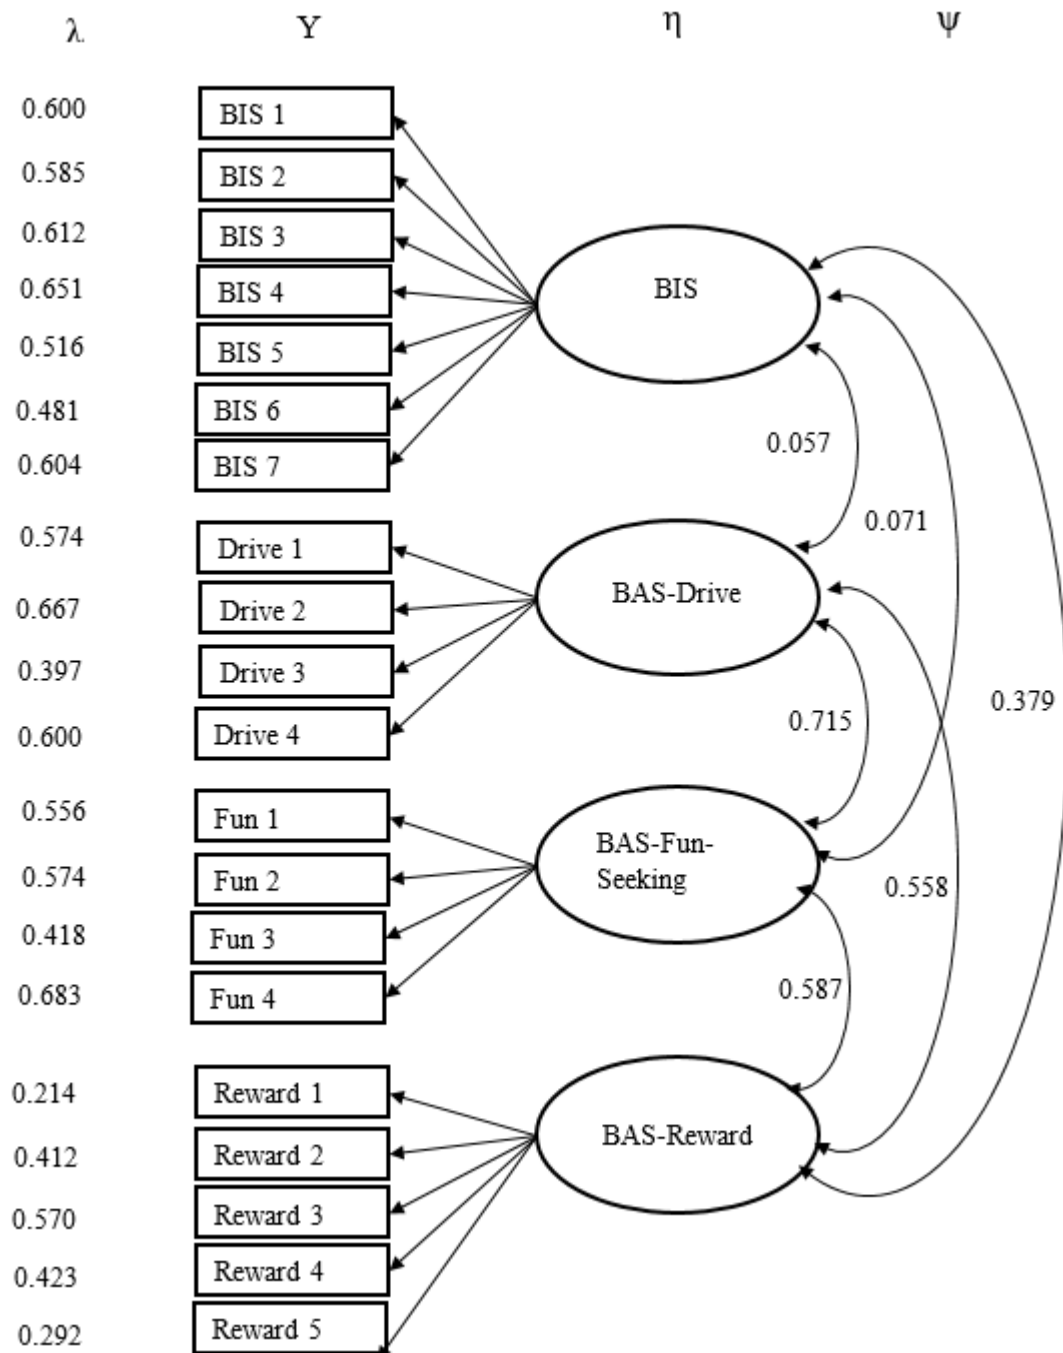 λ Y η ψ
0.600 BIS 1
0.585 BIS 2
0.612 BIS 3
0.651 BIS 4
BIS
0.516 BIS 5
0.481 BIS 6
0.057
0.604 BIS 7
0.071
0.574 Drive 1
BAS-Drive
0.667 Drive 2
0.397 Drive 3
0.379
0.715
0.600 Drive 4
0.556 Fun 1
BAS-Fun-
Seeking
0.574 Fun 2
0.558
0.418 Fun 3
0.587
0.683 Fun 4
0.214 Reward 1
BAS-Reward
0.412 Reward 2
0.570 Reward 3
0.423 Reward 4
0.292 Reward 5